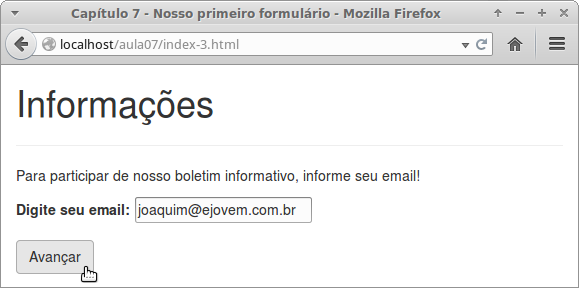 Capítulo 7 - Nosso primeiro formulário - Mozilla Firefox
localhost/aula07/index-3.html
Informações
Para participar de nosso boletim informativo, informe seu email!
Digite seu email: joaquim@ejovem.com.br
Avançar